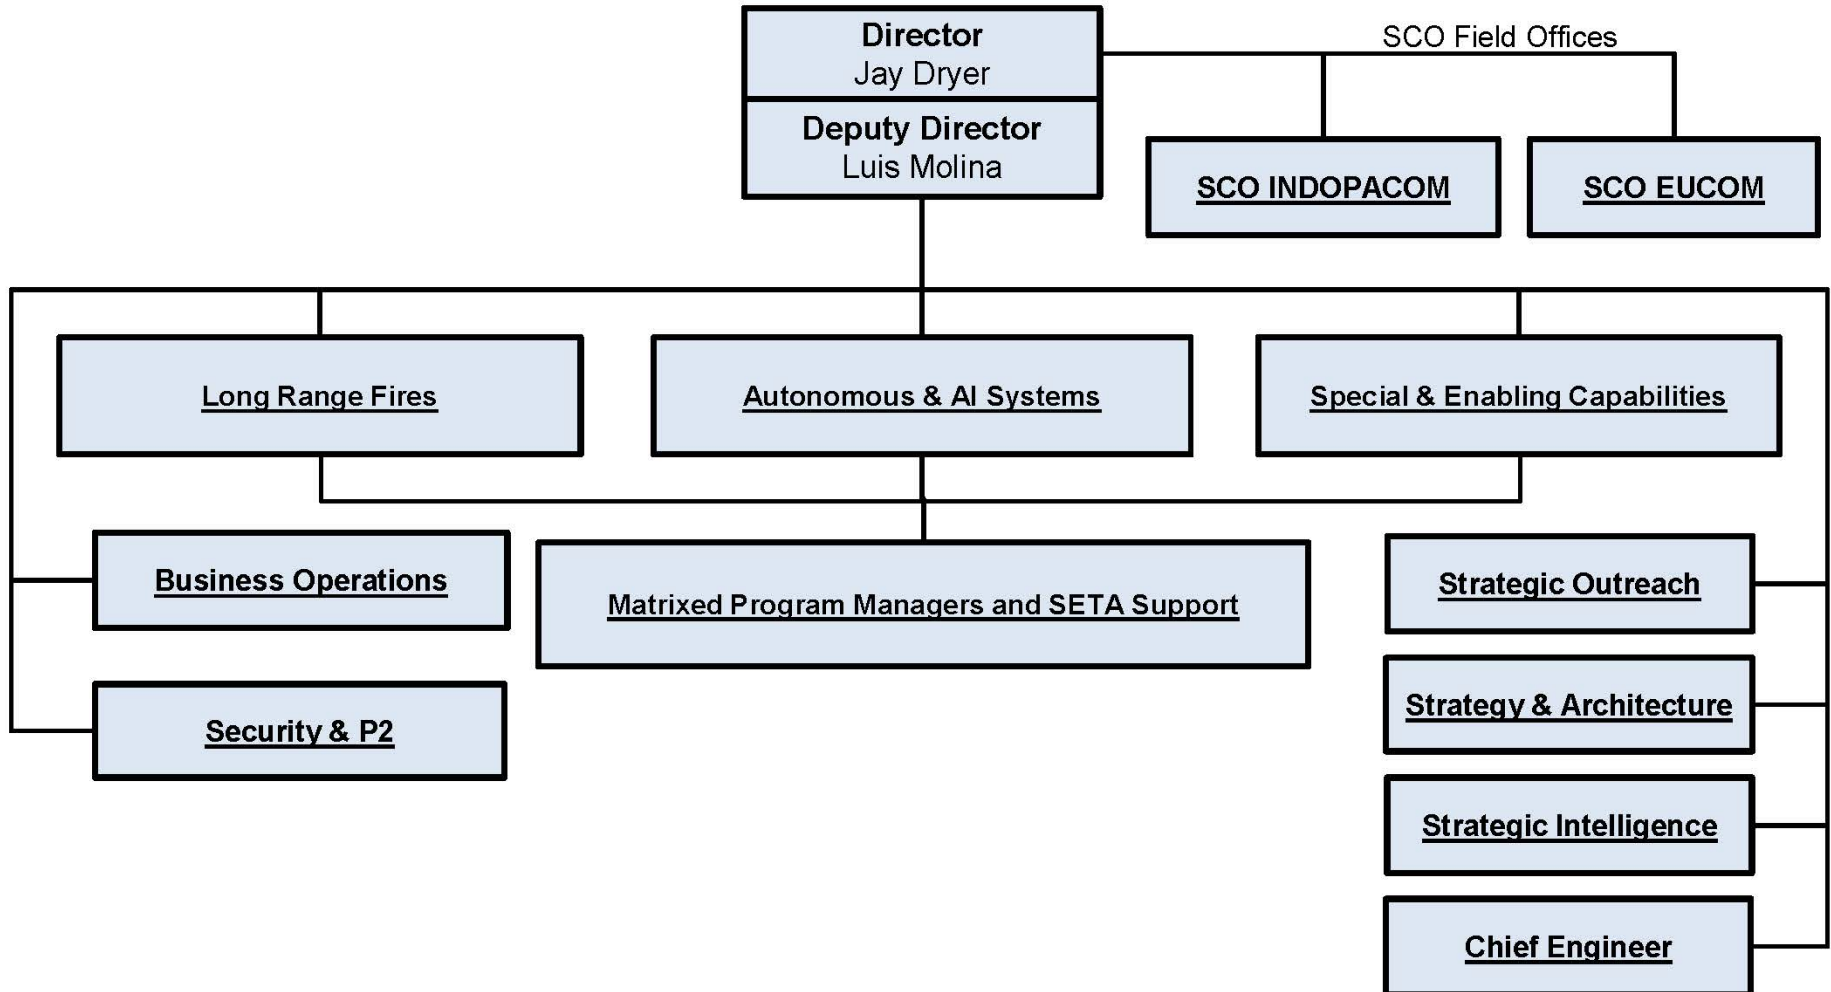 Director
Jay Dryer
SCO Field Offices
Deputy Director
Luis Molina
SCO INDOPACOM
SCO EUCOM
Long Range Fires
Autonomous & AI Systems
Special & Enabling Capabilities
Business Operations
Matrixed Program Managers and SETA Support
Strategic Outreach
Security & P2
Strategy & Architecture
Strategic Intelligence
Chief Engineer